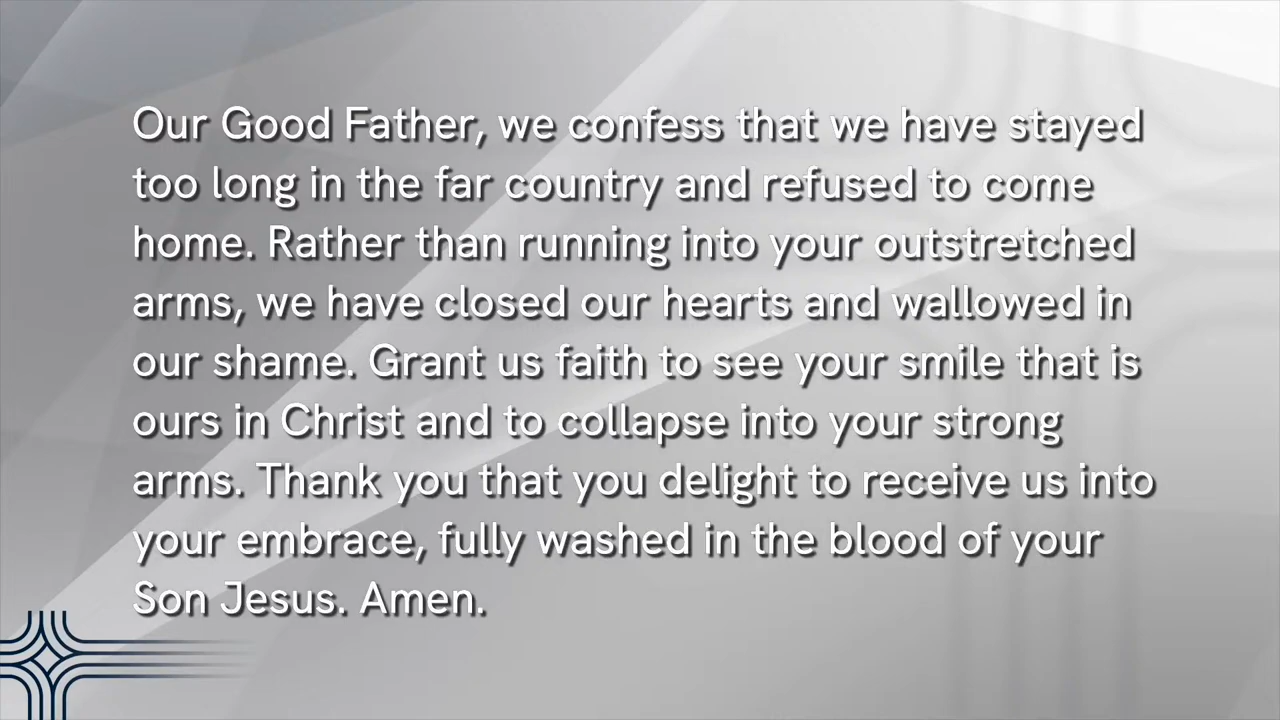 Our Good Father, we confess that we have stayed
too long in the far country and refused to come
home. Rather than running into your outstretched
arms, we have closed our hearts and wallowed in
our shame. Grant us faith to see your smile that is
ours in Christ and to collapse into your strong
arms. Thank you that you delight to receive us into
your embrace, fully washed in the blood of your
Son Jesus. Amen.